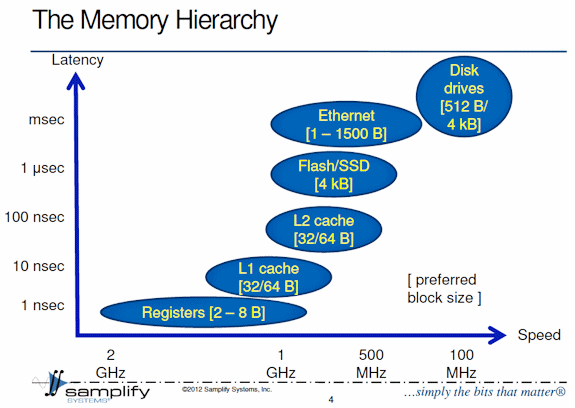 The Memory Hierarchy
Latency
Disk
drives
[512 B/
4 kB]
msec
Ethernet
[1 – 1500 B]
1 µsec
Flash/SSD
[4 kB]
100 nsec
L2 cache
[32/64 B]
10 nsec
L1 cache
[32/64 B]
[ preferred
block size ]
1 nsec
Registers [2 – 8 B]
Speed
2
GHz
1
GHz
500
MHz
100
MHz
samplify
SYSTEMS
©2012 Samplify Systems, Inc.
4
...simply the bits that matter®